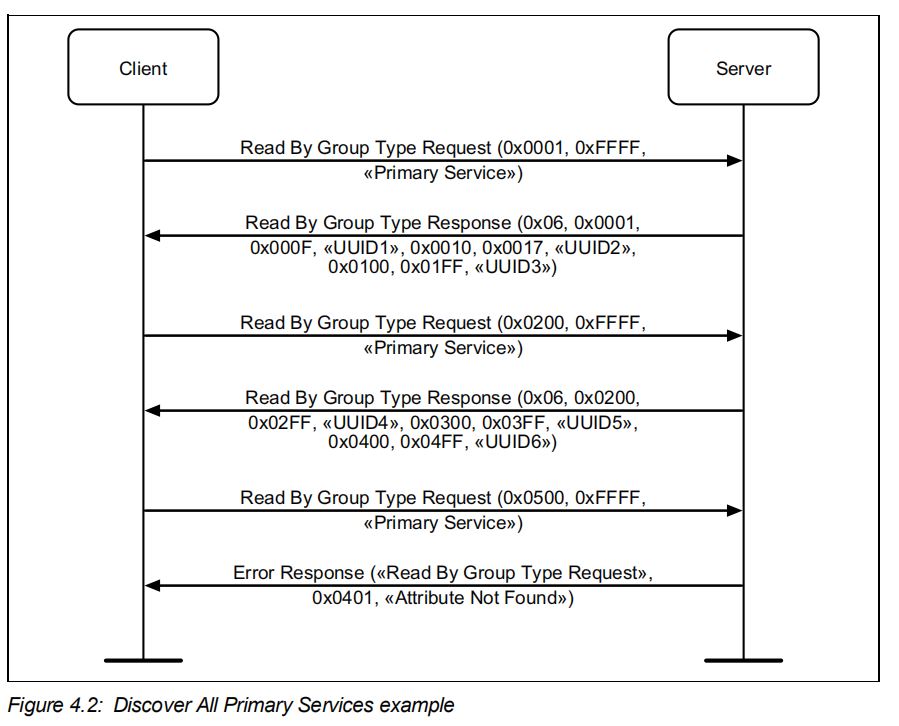 Client
Server
Read By Group Type Request (0x0001, 0xFFFF,
«Primary Service»)
Read By Group Type Response (0x06, 0x0001,
0x000F, «UUID1», 0x0010, 0x0017, «UUID2»,
0x0100, 0x01FF, «UUID3»)
Read By Group Type Request (0x0200, 0xFFFF,
«Primary Service»)
Read By Group Type Response (0x06, 0x0200,
0x02FF, «UUID4», 0x0300, 0x03FF, «UUID5»,
0x0400, 0x04FF, «UUID6»)
Read By Group Type Request (0x0500, 0xFFFF,
«Primary Service»)
Error Response («Read By Group Type Request»,
0x0401, «Attribute Not Found»)
Figure 4.2: Discover All Primary Services example